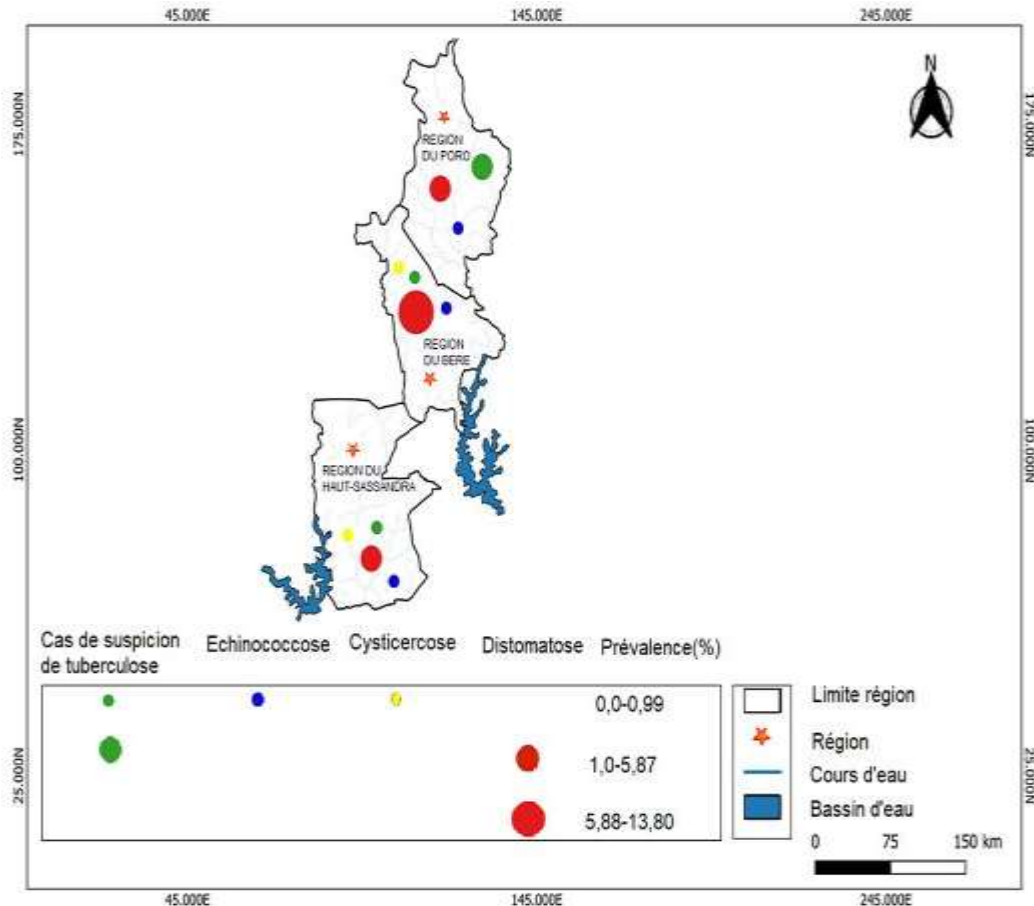 45.000E 145.000E 245.000E
N
175.000N 175.000N
REGION
DU PORO
REGION
DU BERE
100.000N 100.000N
REGION DU
HAUT-SASSANDRA
Cas de suspicion
de tuberculose
Echinococcose Cysticercose Distomatose Prévalence(%)
0,0-0,99
1,0-5,87
5,88-13,80
Limite région
Région
Cours d'eau
Bassin d'eau
25.000N 25.000N
0 75 150 km
45.000E 145.000E 245.000E